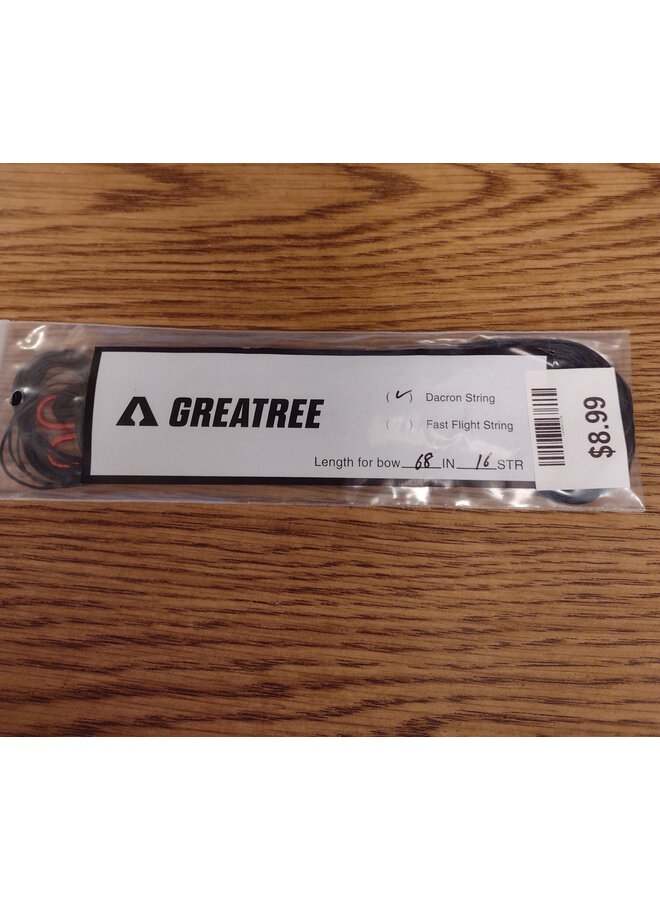 GREATREE
(✓) Dacron String
( ) Fast Flight String
Length for bow 68 IN 16 STR
$8.99